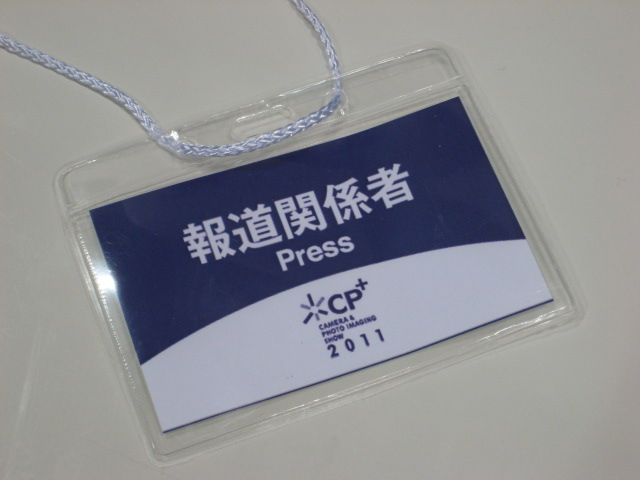 報道関係者
Press
CP+
CAMERA &
PHOTO IMAGING
SHOW
2011